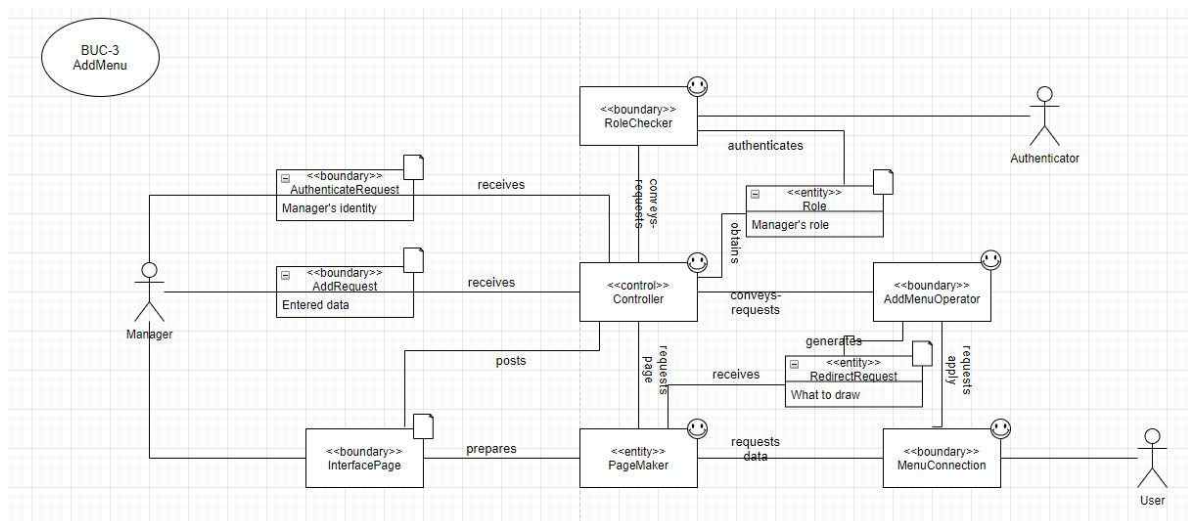 BUC-3
AddMenu
<<boundary>>
RoleChecker
authenticates
Authenticator
<<boundary>>
AuthenticateRequest
Manager's identity
receives
conveys-
requests
<<entity>>
Role
Manager's role
obtains
<<boundary>>
AddRequest
Entered data
receives
<<control>>
Controller
conveys-
requests
<<boundary>>
AddMenuOperator
Manager
posts
requests
page
generates
requests
apply
receives
<<entity>>
RedirectRequest
What to draw
<<boundary>>
InterfacePage
prepares
<<entity>>
PageMaker
requests
data
<<boundary>>
MenuConnection
User